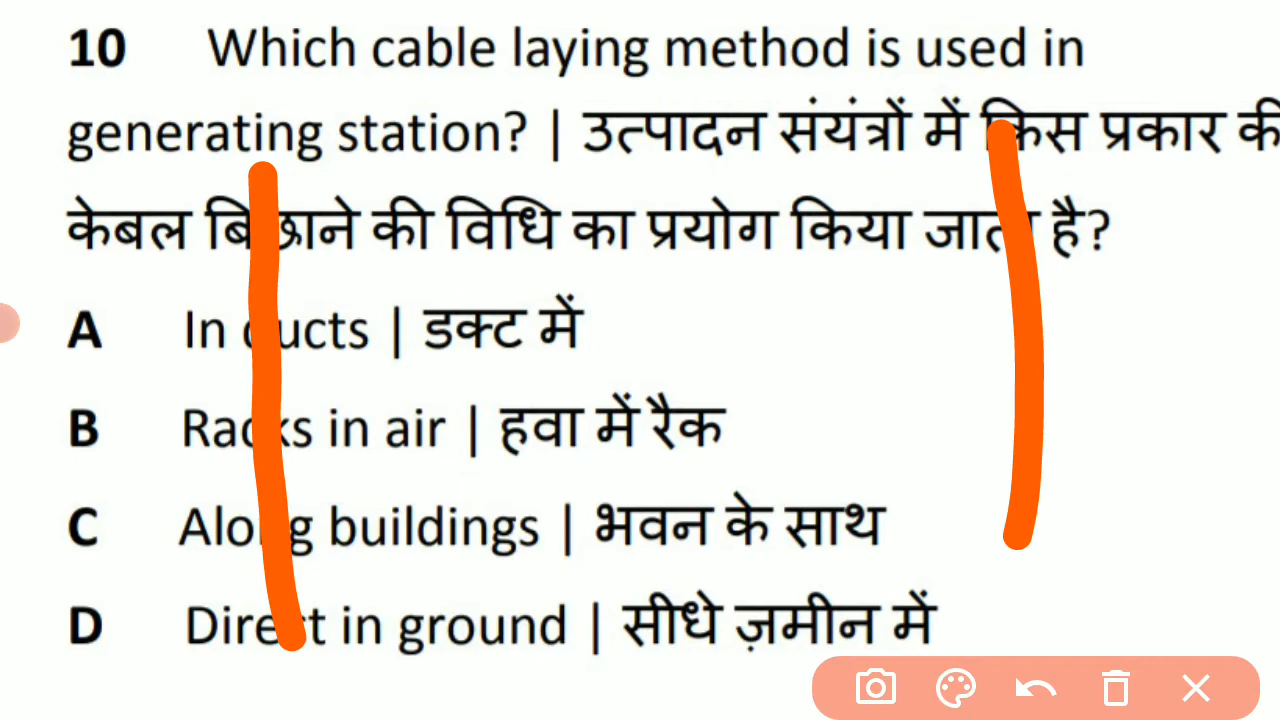 10 Which cable laying method is used in
generating station? | उत्पादन संयंत्रों में किस प्रकार की
केबल बिछाने की विधि का प्रयोग किया जाता है?
A In ducts | डक्ट में
B Racks in air | हवा में रैक
C Along buildings | भवन के साथ
D Direct in ground | सीधे ज़मीन में